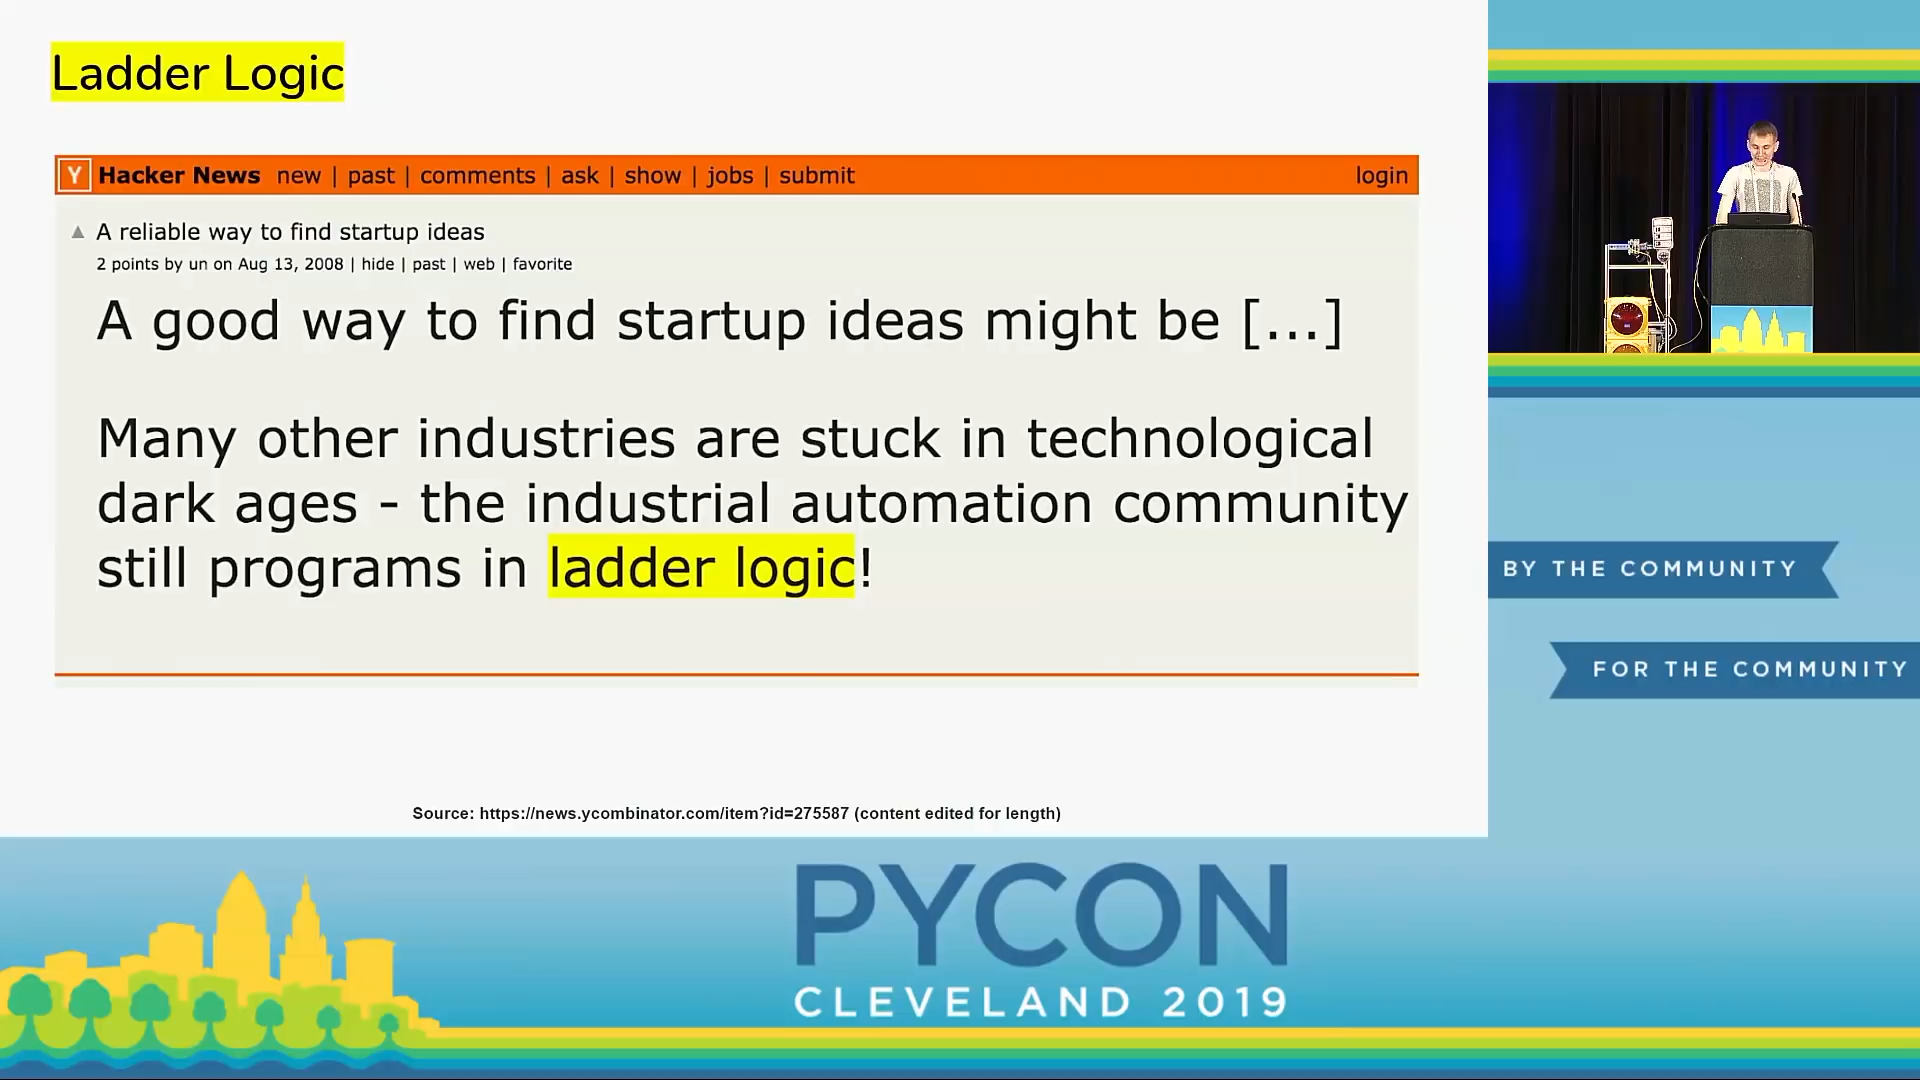 Ladder Logic
Y Hacker News new | past | comments | ask | show | jobs | submit login
▲ A reliable way to find startup ideas
2 points by un on Aug 13, 2008 | hide | past | web | favorite
A good way to find startup ideas might be [...]
Many other industries are stuck in technological
dark ages - the industrial automation community
still programs in ladder logic!
Source: https://news.ycombinator.com/item?id=275587 (content edited for length)
BY THE COMMUNITY
FOR THE COMMUNITY
PYCON
CLEVELAND 2019